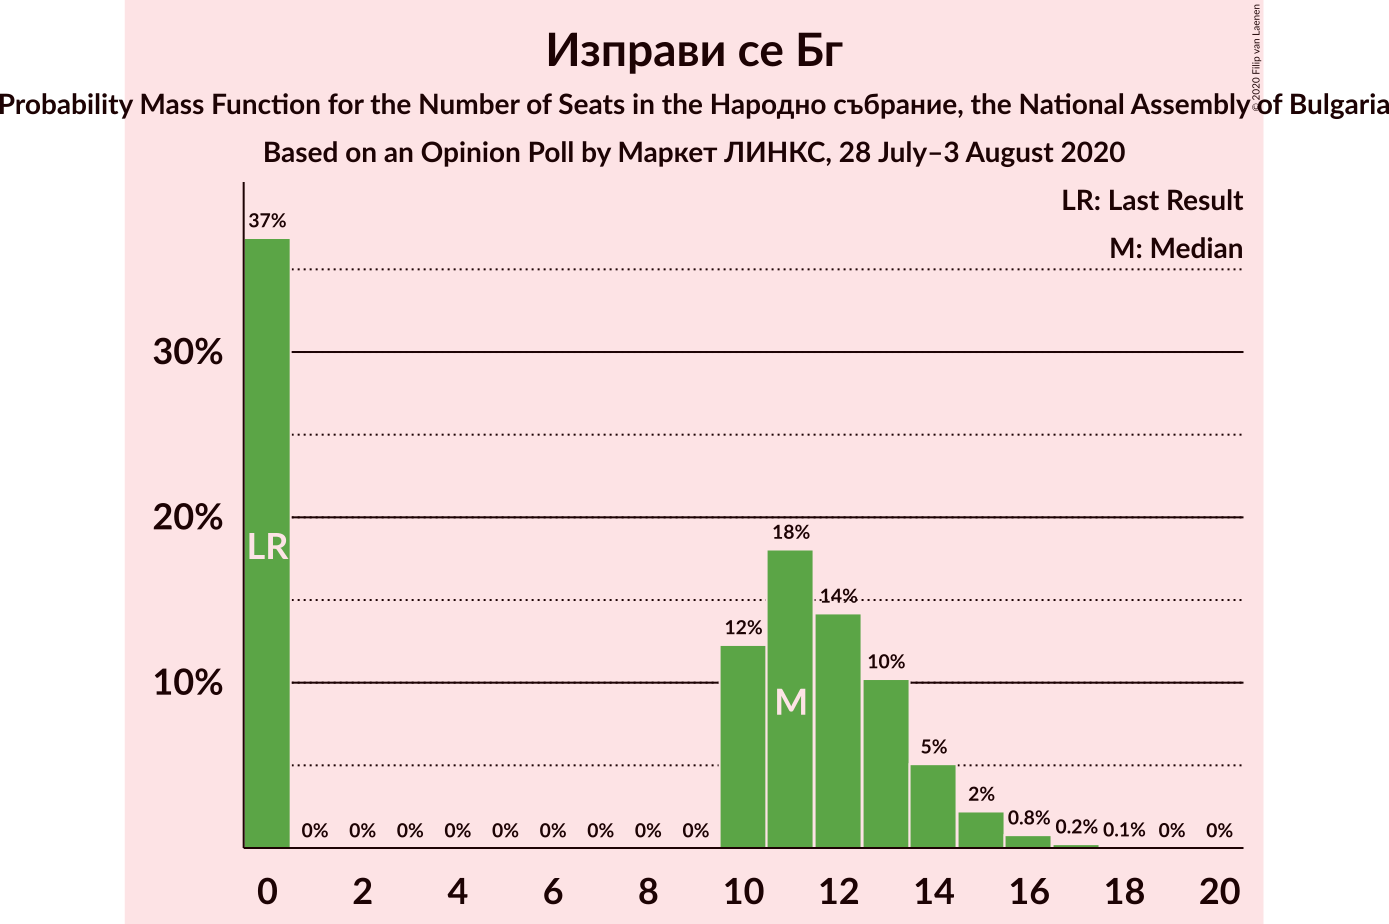 Изправи се Бг
Probability Mass Function for the Number of Seats in the Народно събрание, the National Assembly of Bulgaria
Based on an Opinion Poll by Маркет ЛИНКС, 28 July–3 August 2020
© 2020 Filip van Laenen
LR: Last Result
M: Median
37%
30%
20%
10%
LR
0% 0% 0% 0% 0% 0% 0% 0% 0%
12%
18%
M
14%
10%
5%
2%
0.8%
0.2%
0.1%
0%
0%
0 2 4 6 8 10 12 14 16 18 20